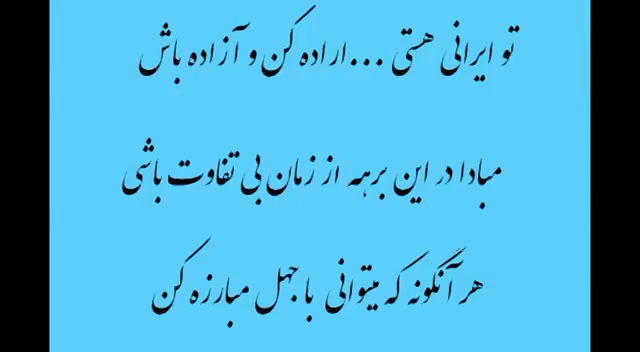 تو ایرانی هستی ...اراده کن و آزاده باش
مبادا در این برهه از زمان بی تفاوت باشی
هر آنگونه که میتوانی با جهل مبارزه کن